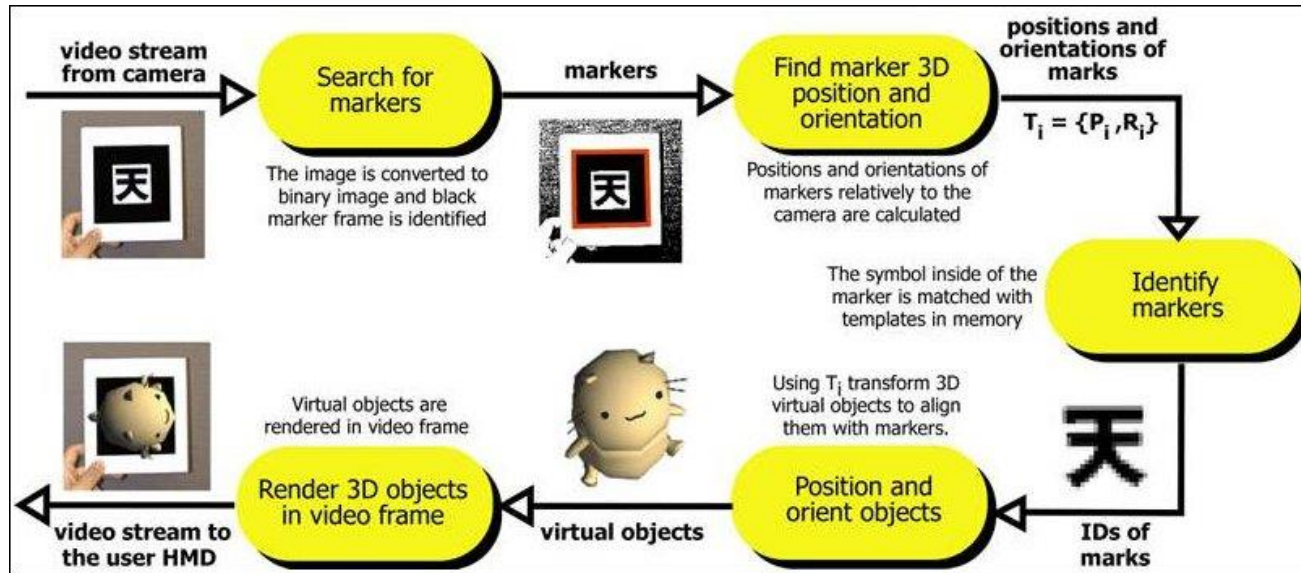 video stream
from camera
Search for
markers
The image is converted to
binary image and black
marker frame is identified
天
markers
天
Find marker 3D
position and
orientation
Positions and orientations of
markers relatively to the
camera are calculated
positions and
orientations of
marks
Ti = {Pi ,Ri}
The symbol inside of the
marker is matched with
templates in memory
Identify
markers
天
IDs of
marks
Using Ti transform 3D
virtual objects to align
them with markers.
Position and
orient objects
virtual objects
Virtual objects are
rendered in video frame
Render 3D objects
in video frame
video stream to
the user HMD